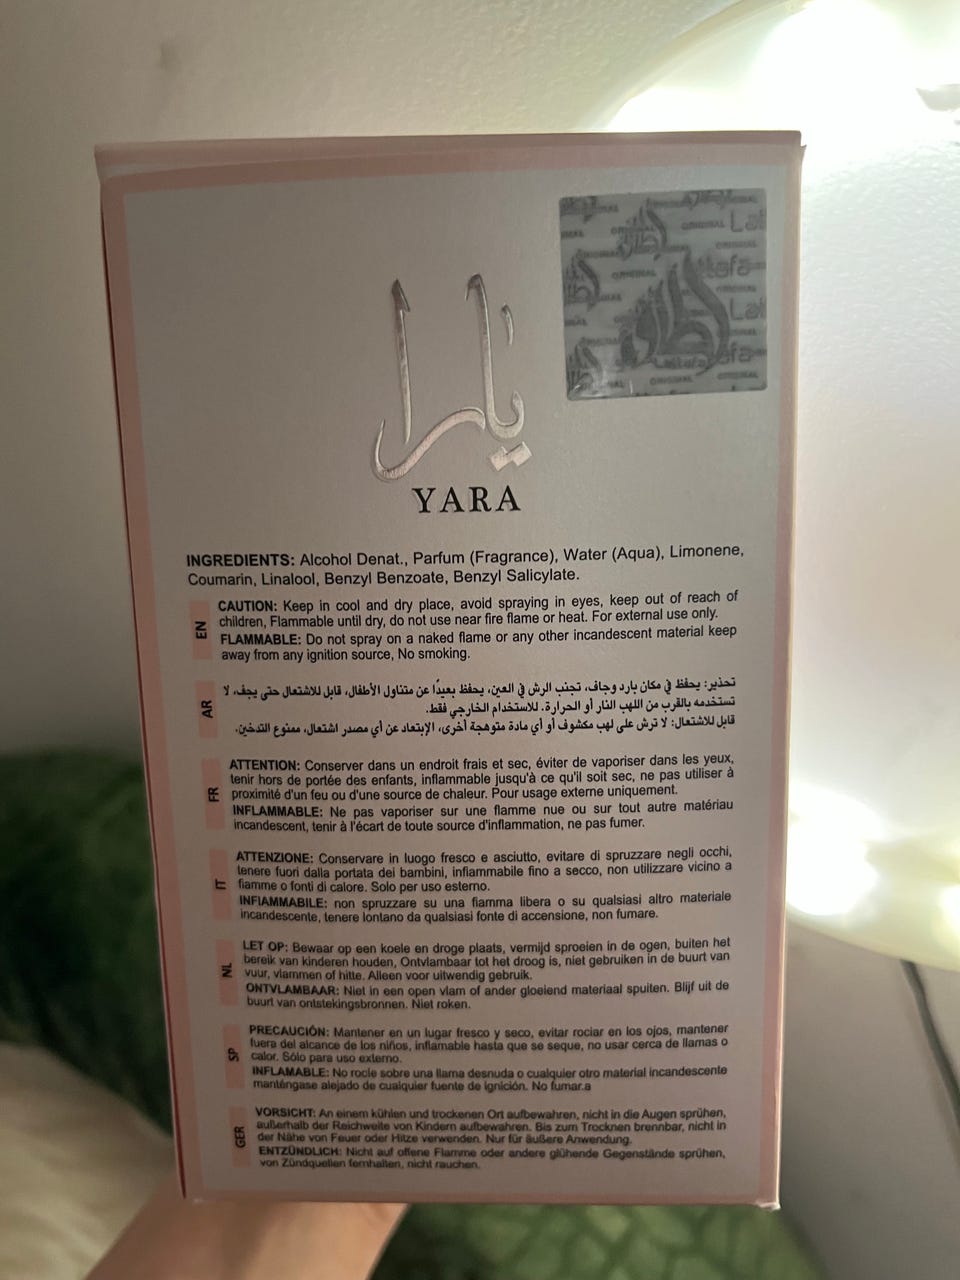 ORIGINAL
Lattafa
ORIGINAL
لطافة
Lattafa
ORIGINAL
يارا
YARA
INGREDIENTS: Alcohol Denat., Parfum (Fragrance), Water (Aqua), Limonene,
Coumarin, Linalool, Benzyl Benzoate, Benzyl Salicylate.
EN
CAUTION: Keep in cool and dry place, avoid spraying in eyes, keep out of reach of
children, Flammable until dry, do not use near fire flame or heat. For external use only.
FLAMMABLE: Do not spray on a naked flame or any other incandescent material keep
away from any ignition source, No smoking.
AR
تحذير: يحفظ في مكان بارد وجاف، تجنب الرش في العين، يحفظ بعيدًا عن متناول الأطفال، قابل للاشتعال حتى يجف، لا
تستخدمه بالقرب من اللهب النار أو الحرارة. للاستخدام الخارجي فقط.
قابل للاشتعال: لا ترش على لهب مكشوف أو أي مادة متوهجة أخرى، الإبتعاد عن أي مصدر اشتعال، ممنوع التدخين.
FR
ATTENTION: Conserver dans un endroit frais et sec, éviter de vaporiser dans les yeux,
tenir hors de portée des enfants, inflammable jusqu'à ce qu'il soit sec, ne pas utiliser à
proximité d'un feu ou d'une source de chaleur. Pour usage externe uniquement.
INFLAMMABLE: Ne pas vaporiser sur une flamme nue ou sur tout autre matériau
incandescent, tenir à l'écart de toute source d'inflammation, ne pas fumer.
IT
ATTENZIONE: Conservare in luogo fresco e asciutto, evitare di spruzzare negli occhi,
tenere fuori dalla portata dei bambini, infiammabile fino a secco, non utilizzare vicino a
fiamme o fonti di calore. Solo per uso esterno.
INFIAMMABILE: non spruzzare su una fiamma libera o su qualsiasi altro materiale
incandescente, tenere lontano da qualsiasi fonte di accensione, non fumare.
NL
LET OP: Bewaar op een koele en droge plaats, vermijd sproeien in de ogen, buiten het
bereik van kinderen houden, Ontvlambaar tot het droog is, niet gebruiken in de buurt van
vuur, vlammen of hitte. Alleen voor uitwendig gebruik.
ONTVLAMBAAR: Niet in een open vlam of ander gloeiend materiaal spuiten. Blijf uit de
buurt van ontstekingsbronnen. Niet roken.
SP
PRECAUCIÓN: Mantener en un lugar fresco y seco, evitar rociar en los ojos, mantener
fuera del alcance de los niños, inflamable hasta que se seque, no usar cerca de llamas o
calor. Sólo para uso externo.
INFLAMABLE: No rocíe sobre una llama desnuda o cualquier otro material incandescente
manténgase alejado de cualquier fuente de ignición. No fumar.a
GER
VORSICHT: An einem kühlen und trockenen Ort aufbewahren, nicht in die Augen sprühen,
außerhalb der Reichweite von Kindern aufbewahren. Bis zum Trocknen brennbar, nicht in
der Nähe von Feuer oder Hitze verwenden. Nur für äußere Anwendung.
ENTZÜNDLICH: Nicht auf offene Flamme oder andere glühende Gegenstände sprühen,
von Zündquellen fernhalten, nicht rauchen.